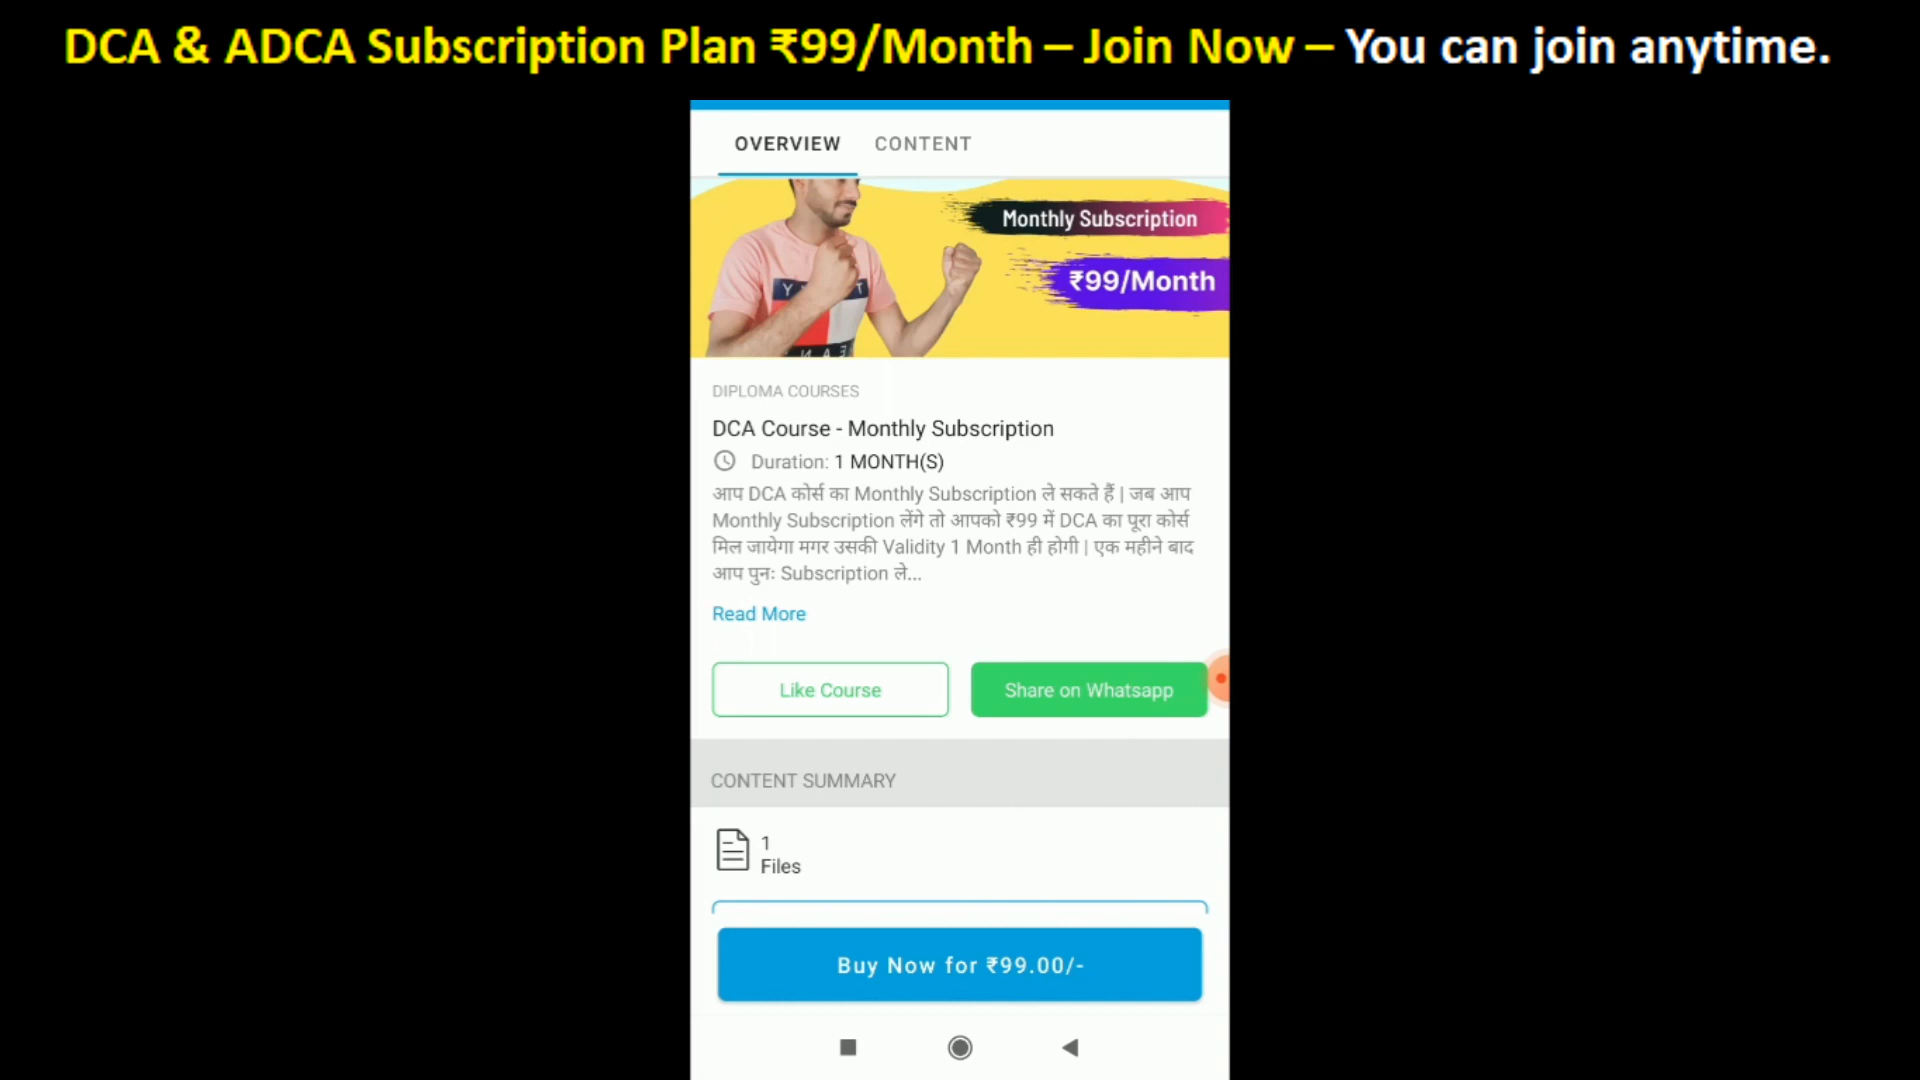 DCA & ADCA Subscription Plan ₹99/Month – Join Now – You can join anytime.
OVERVIEW CONTENT
Monthly Subscription
₹99/Month
DIPLOMA COURSES
DCA Course - Monthly Subscription
Duration: 1 MONTH(S)
आप DCA कोर्स का Monthly Subscription ले सकते हैं | जब आप
Monthly Subscription लेंगे तो आपको ₹99 में DCA का पूरा कोर्स
मिल जायेगा मगर उसकी Validity 1 Month ही होगी | एक महीने बाद
आप पुनः Subscription ले...
Read More
Like Course Share on Whatsapp
CONTENT SUMMARY
1
Files
Buy Now for ₹99.00/-